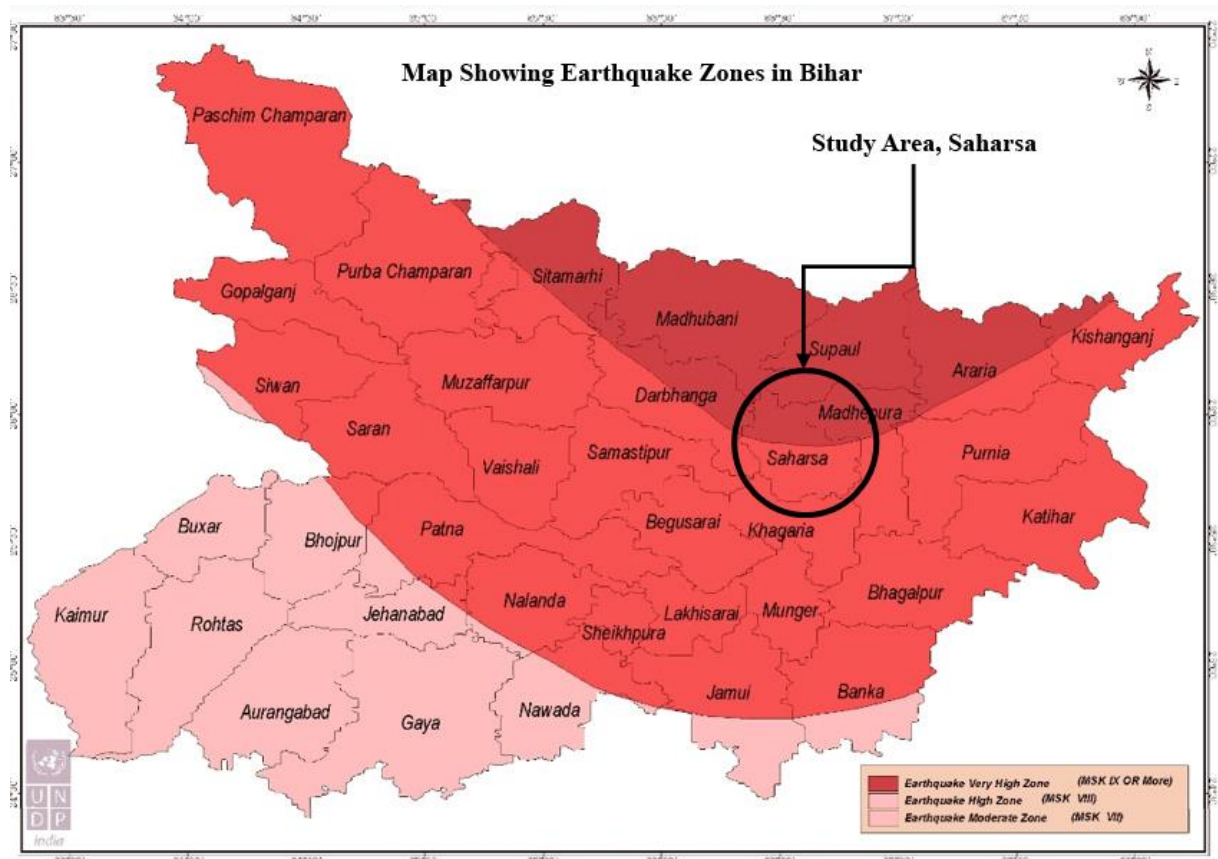 Map Showing Earthquake Zones in Bihar
Study Area, Saharsa
Paschim Champaran
Purba Champaran
Sitamarhi
Gopalganj
Madhubani
Kishanganj
Supaul
Araria
Siwan
Muzaffarpur
Darbhanga
Madhepura
Saran
Vaishali
Samastipur
Saharsa
Purnia
Buxar
Bhojpur
Patna
Begusarai
Khagaria
Katihar
Kaimur
Rohtas
Jehanabad
Nalanda
Sheikhpura
Lakhisarai
Munger
Bhagalpur
Aurangabad
Gaya
Nawada
Jamui
Banka
U N
D P
india
Earthquake Very High Zone (MSK IX OR More)
Earthquake High Zone (MSK VIII)
Earthquake Moderate Zone (MSK VII)